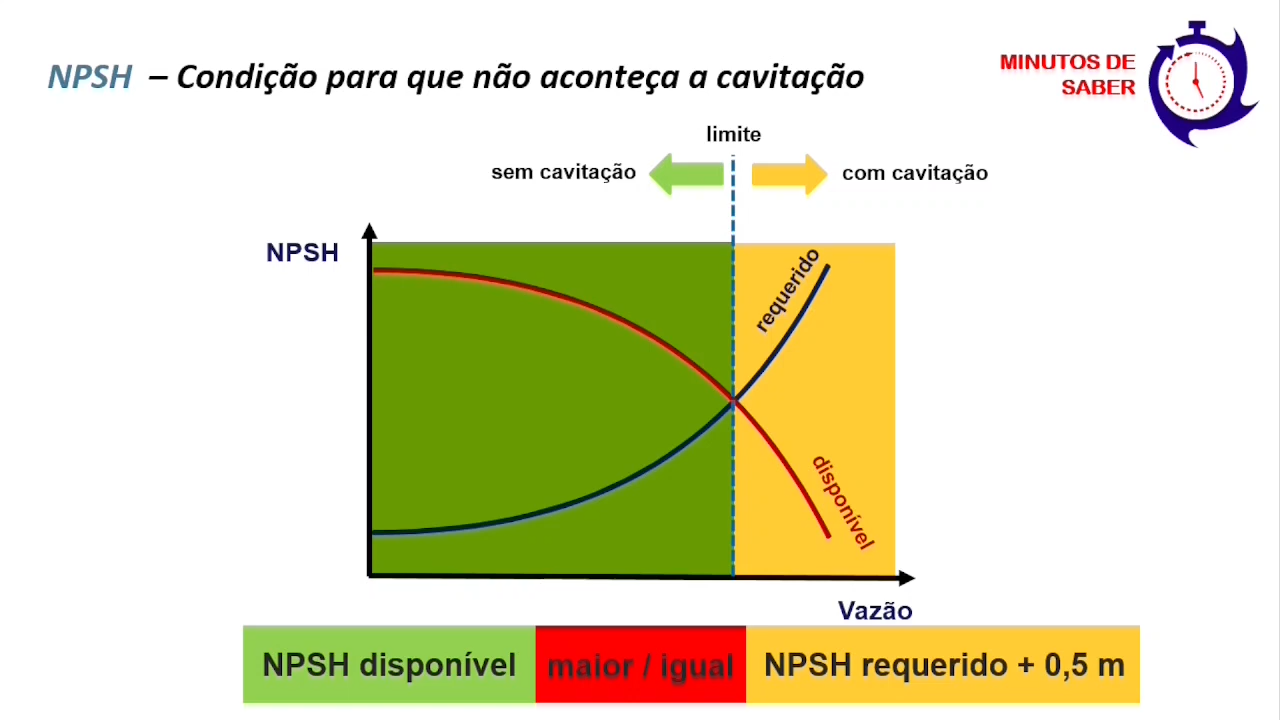 NPSH – Condição para que não aconteça a cavitação
MINUTOS DE
SABER
limite
sem cavitação
com cavitação
NPSH
requerido
disponível
Vazão
NPSH disponível maior / igual NPSH requerido + 0,5 m